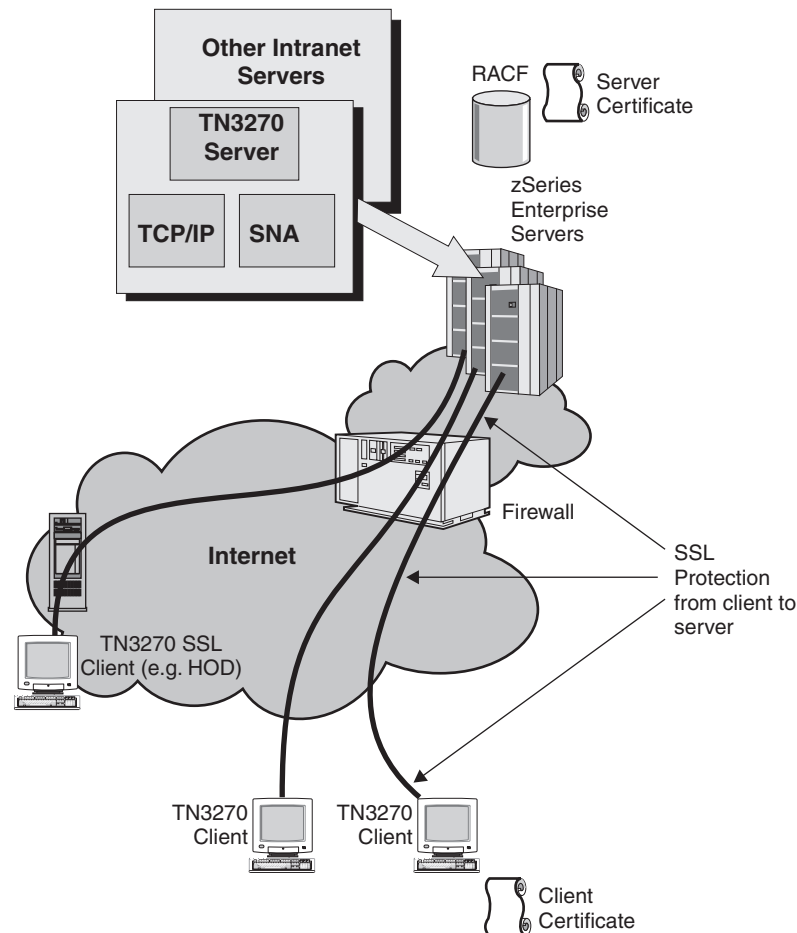 Other Intranet
Servers
TN3270
Server
TCP/IP
SNA
RACF
Server
Certificate
zSeries
Enterprise
Servers
Firewall
Internet
SSL
Protection
from client to
server
TN3270 SSL
Client (e.g. HOD)
TN3270
Client
TN3270
Client
Client
Certificate